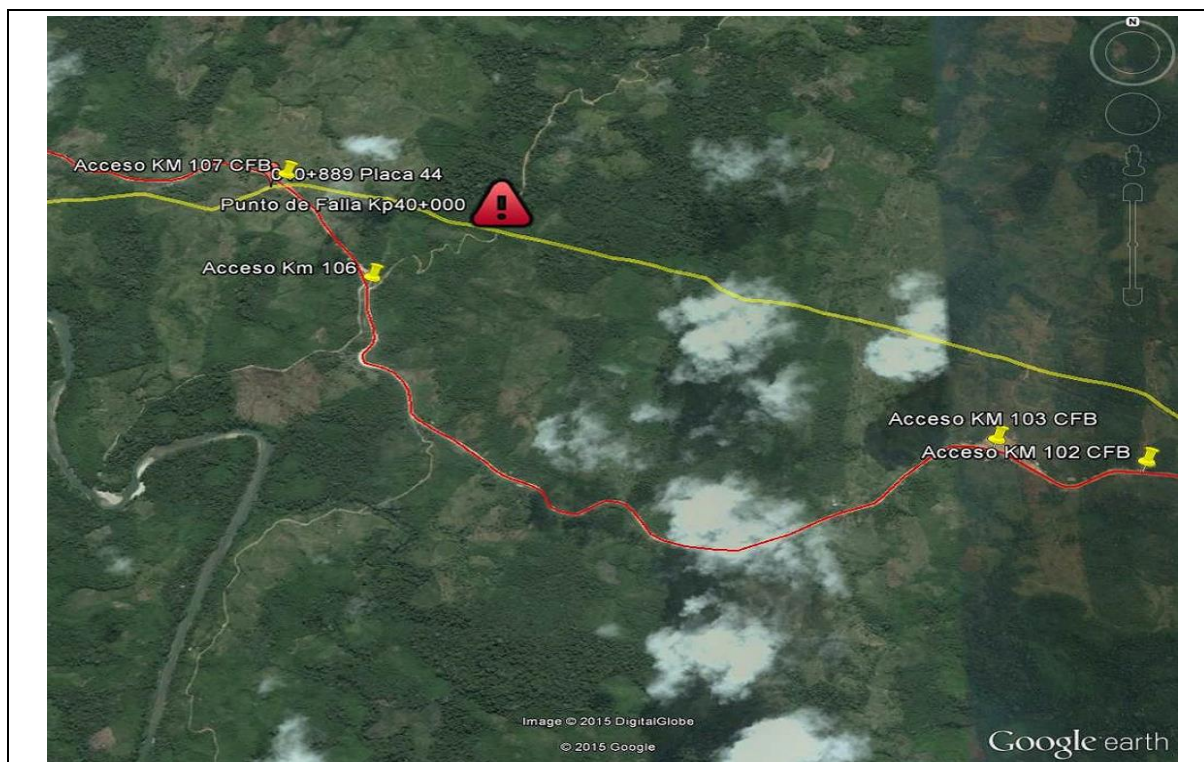 N
Acceso KM 107 CFB
0+889 Placa 44
Punto de Falla Kp40+000
Acceso Km 106
Acceso KM 103 CFB
Acceso KM 102 CFB
Image © 2015 DigitalGlobe
© 2015 Google
Google earth